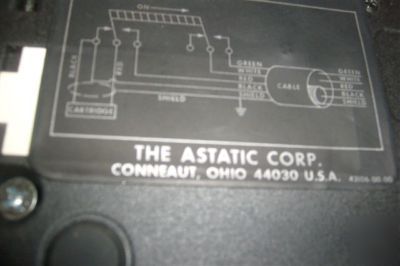 ON
GREEN
WHITE
RED
BLACK
SHIELD
CABLE
GREEN
WHITE
RED
BLACK
SHIELD
BLACK
RED
SHIELD
CARTRIDGE
THE ASTATIC CORP.
CONNEAUT, OHIO 44030 U.S.A.